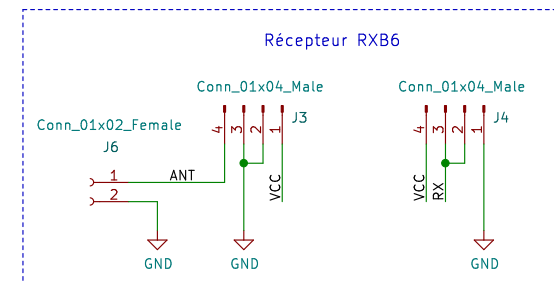 Récepteur RXB6
Conn_01x04_Male
J3
4
3
2
1
Conn_01x04_Male
J4
4
3
2
1
Conn_01x02_Female
J6
1
2
ANT
VCC
VCC
RX
GND
GND
GND